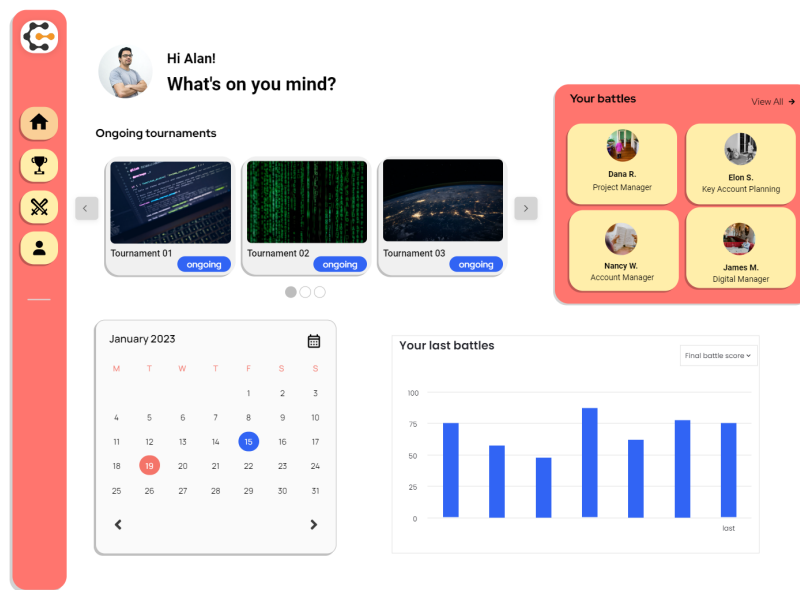 Hi Alan!
What's on you mind?
Your battles
View All
Ongoing tournaments
Dana R.
Project Manager
Elon S.
Key Account Planning
Tournament 01
ongoing
Tournament 02
ongoing
Tournament 03
ongoing
Nancy W.
Account Manager
James M.
Digital Manager
January 2023
M T W T F S S
1 2 3
4 5 6 7 8 9 10
11 12 13 14 15 16 17
18 19 20 21 22 23 24
25 26 27 28 29 30 31
Your last battles
Final battle score
100
75
50
25
0
last